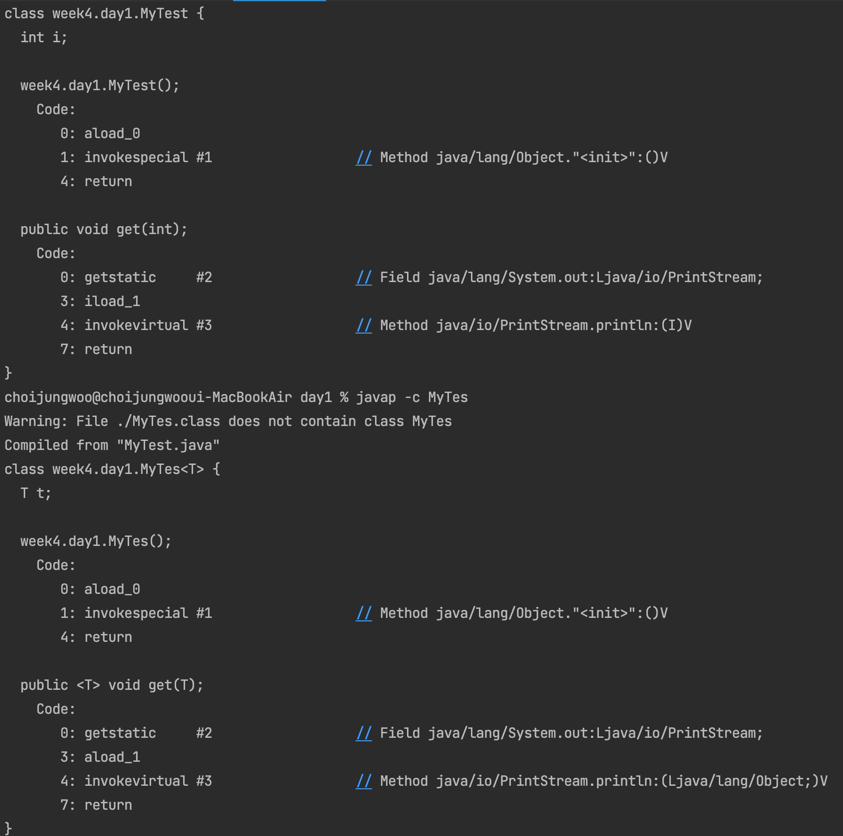 class week4.day1.MyTest {
  int i;

  week4.day1.MyTest();
    Code:
       0: aload_0
       1: invokespecial #1                  // Method java/lang/Object."<init>":()V
       4: return

  public void get(int);
    Code:
       0: getstatic     #2                  // Field java/lang/System.out:Ljava/io/PrintStream;
       3: iload_1
       4: invokevirtual #3                  // Method java/io/PrintStream.println:(I)V
       7: return
}
choijungwoo@choijungwooui-MacBookAir day1 % javap -c MyTes
Warning: File ./MyTes.class does not contain class MyTes
Compiled from "MyTest.java"
class week4.day1.MyTes<T> {
  T t;

  week4.day1.MyTes();
    Code:
       0: aload_0
       1: invokespecial #1                  // Method java/lang/Object."<init>":()V
       4: return

  public <T> void get(T);
    Code:
       0: getstatic     #2                  // Field java/lang/System.out:Ljava/io/PrintStream;
       3: aload_1
       4: invokevirtual #3                  // Method java/io/PrintStream.println:(Ljava/lang/Object;)V
       7: return
}